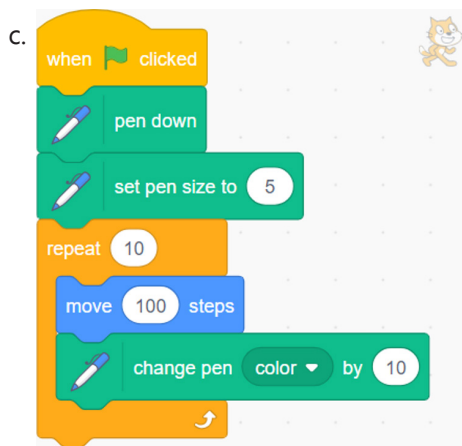 C.
when clicked
pen down
set pen size to 5
repeat 10
move 100 steps
change pen color by 10